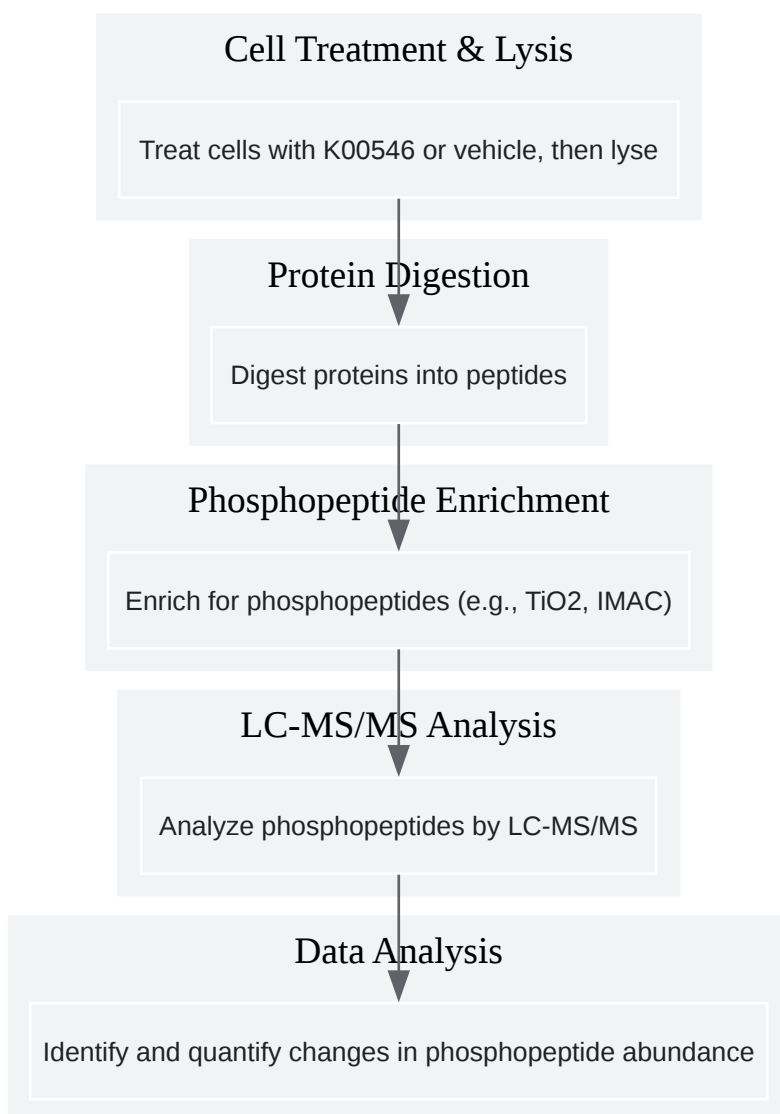 Cell Treatment & Lysis
Treat cells with K00546 or vehicle, then lyse
Protein Digestion
Digest proteins into peptides
Phosphopeptide Enrichment
Enrich for phosphopeptides (e.g., TiO2, IMAC)
LC-MS/MS Analysis
Analyze phosphopeptides by LC-MS/MS
Data Analysis
Identify and quantify changes in phosphopeptide abundance